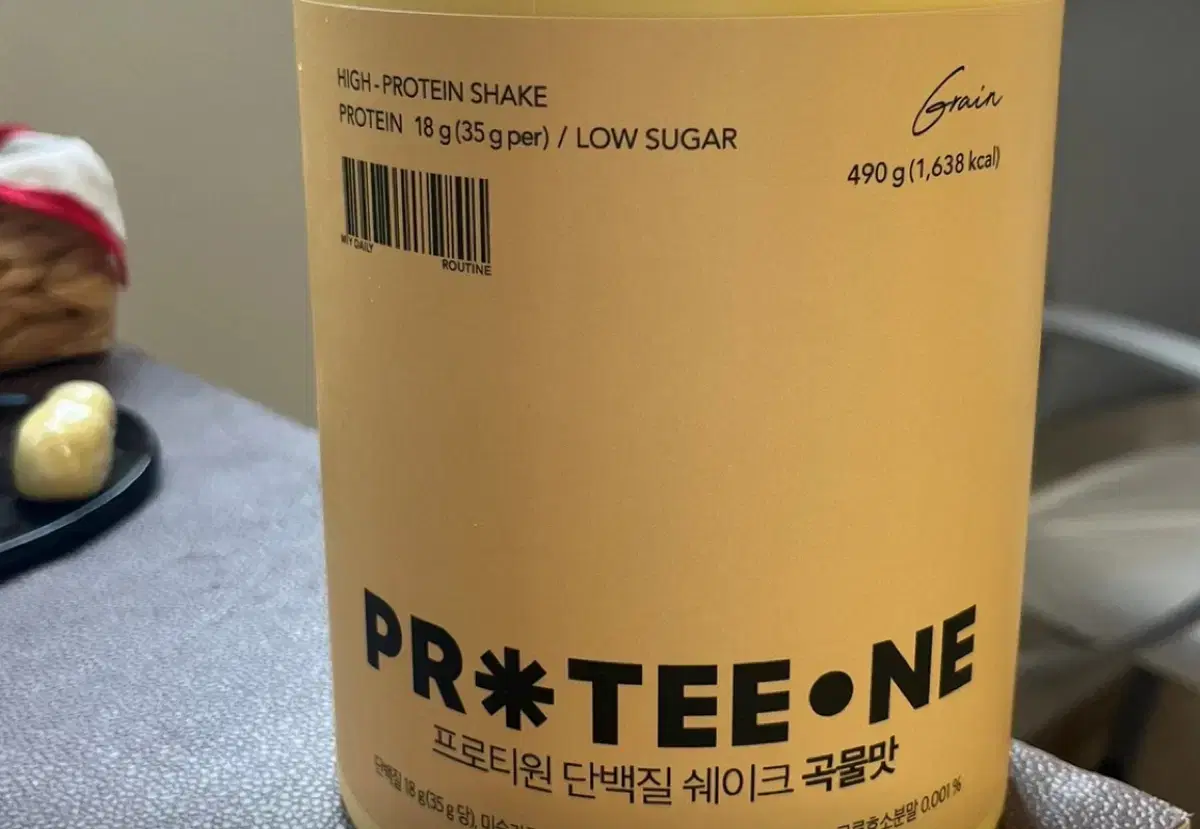 HIGH-PROTEIN SHAKE
PROTEIN 18 g (35 g per) / LOW SUGAR
Grain
490 g (1,638 kcal)
MY DAILY
ROUTINE
PR*TEE●NE
프로티원 단백질 쉐이크 곡물맛
단백질 18 g (35 g 당), 0.001 %